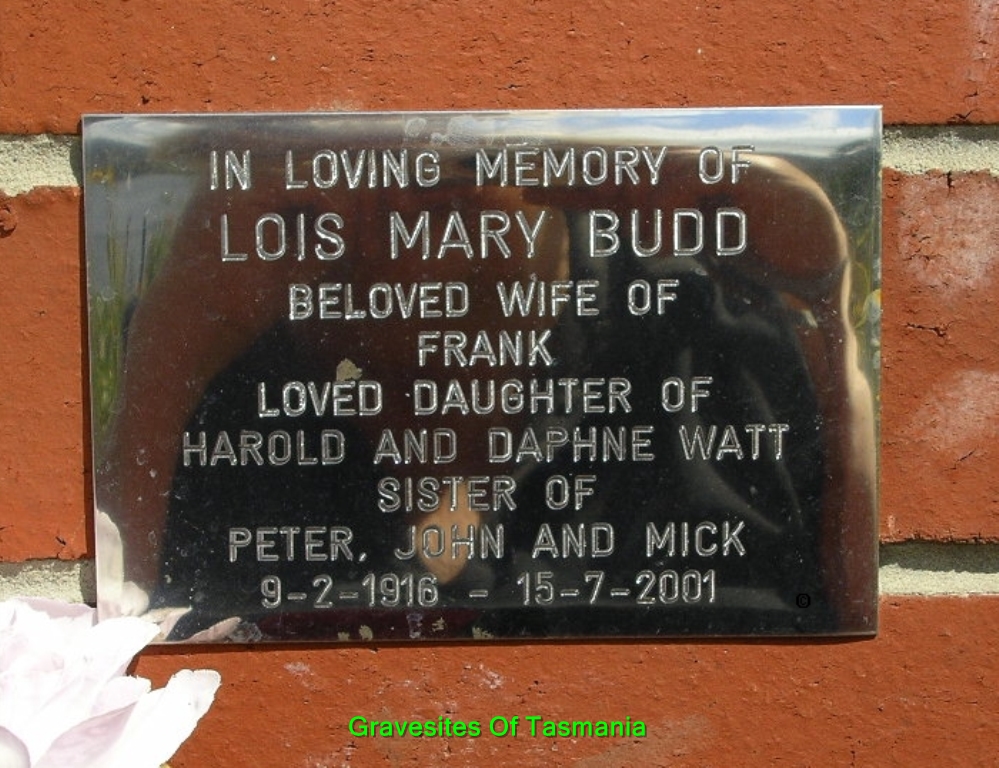 IN LOVING MEMORY OF
LOIS MARY BUDD
BELOVED WIFE OF
FRANK
LOVED DAUGHTER OF
HAROLD AND DAPHNE WATT
SISTER OF
PETER, JOHN AND MICK
9-2-1916 - 15-7-2001
©
Gravesites Of Tasmania